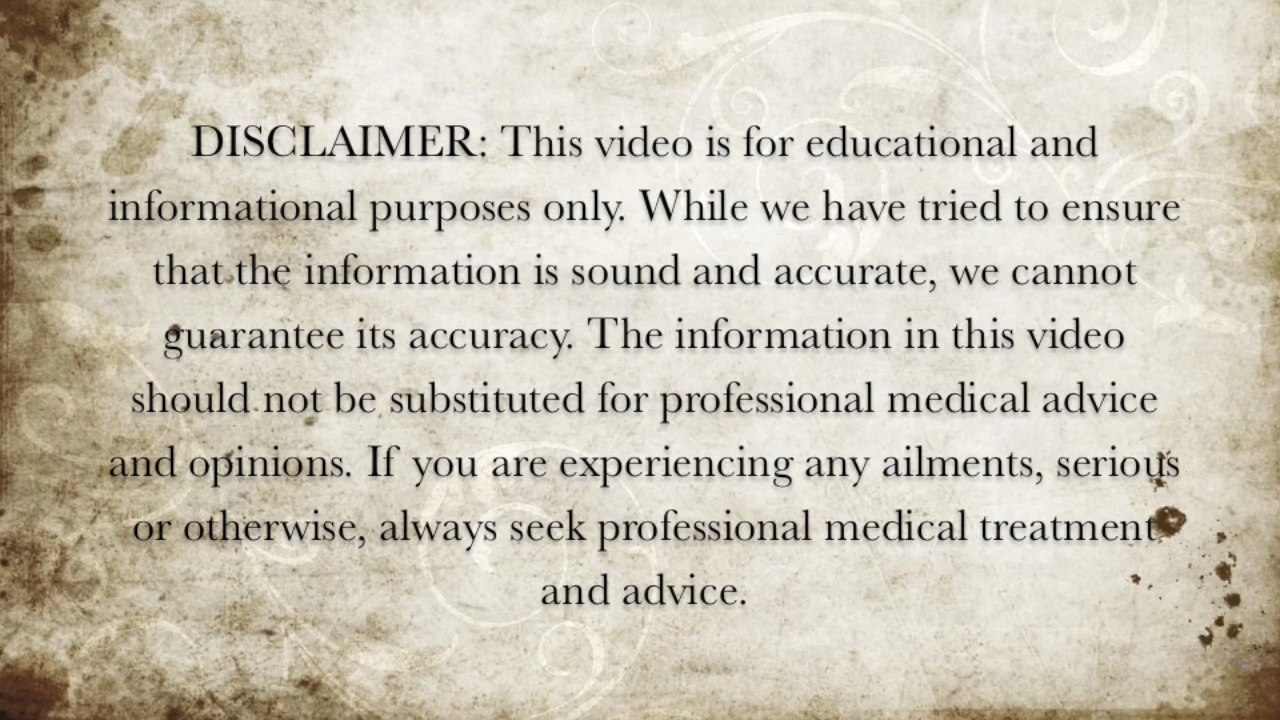 DISCLAIMER: This video is for educational and
informational purposes only. While we have tried to ensure
that the information is sound and accurate, we cannot
guarantee its accuracy. The information in this video
should not be substituted for professional medical advice
and opinions. If you are experiencing any ailments, serious
or otherwise, always seek professional medical treatment
and advice.